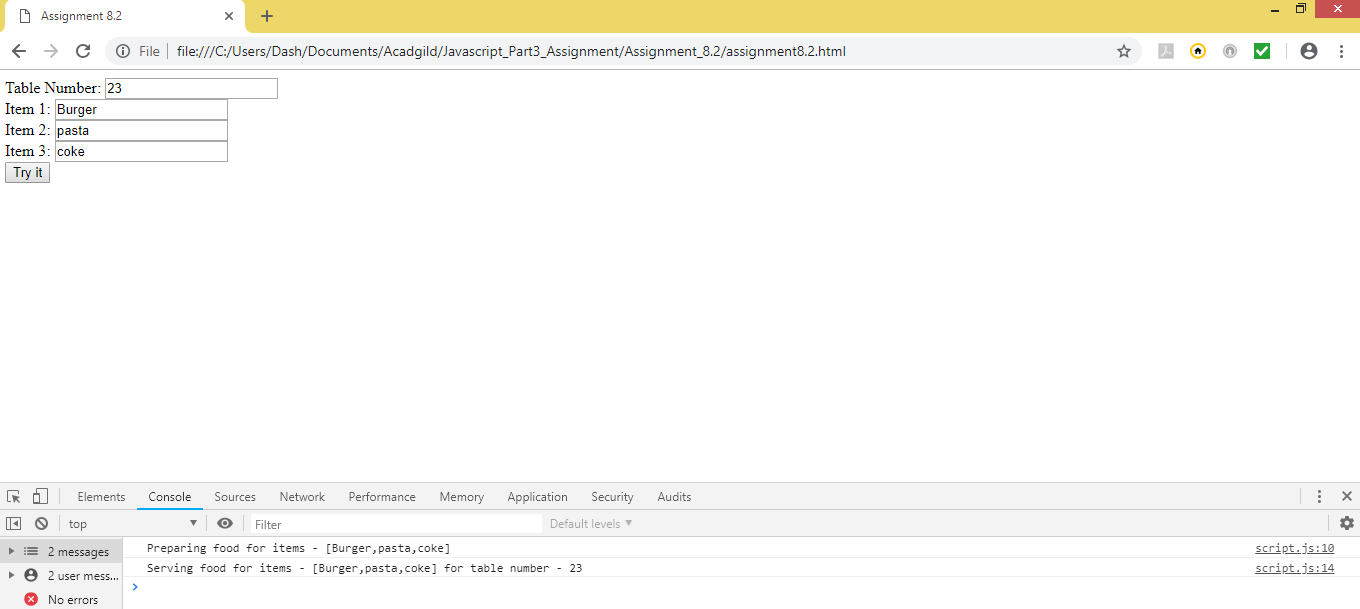 Assignment 8.2
File file:///C:/Users/Dash/Documents/Acadgild/Javascript_Part3_Assignment/Assignment_8.2/assignment8.2.html
Table Number: 23
Item 1: Burger
Item 2: pasta
Item 3: coke
Try it
Elements Console Sources Network Performance Memory Application Security Audits
top Filter Default levels
2 messages
2 user mess...
No errors
Preparing food for items - [Burger,pasta,coke] script.js:10
Serving food for items - [Burger,pasta,coke] for table number - 23 script.js:14